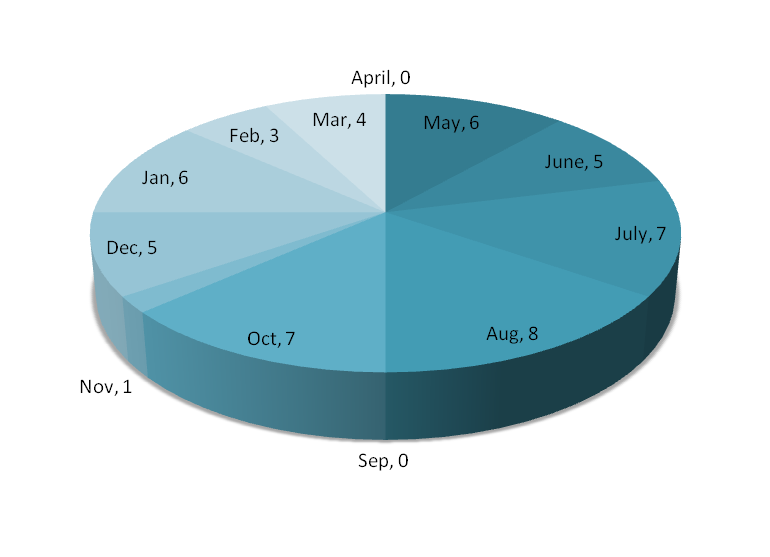 April, 0
May, 6
June, 5
July, 7
Aug, 8
Sep, 0
Oct, 7
Nov, 1
Dec, 5
Jan, 6
Feb, 3
Mar, 4